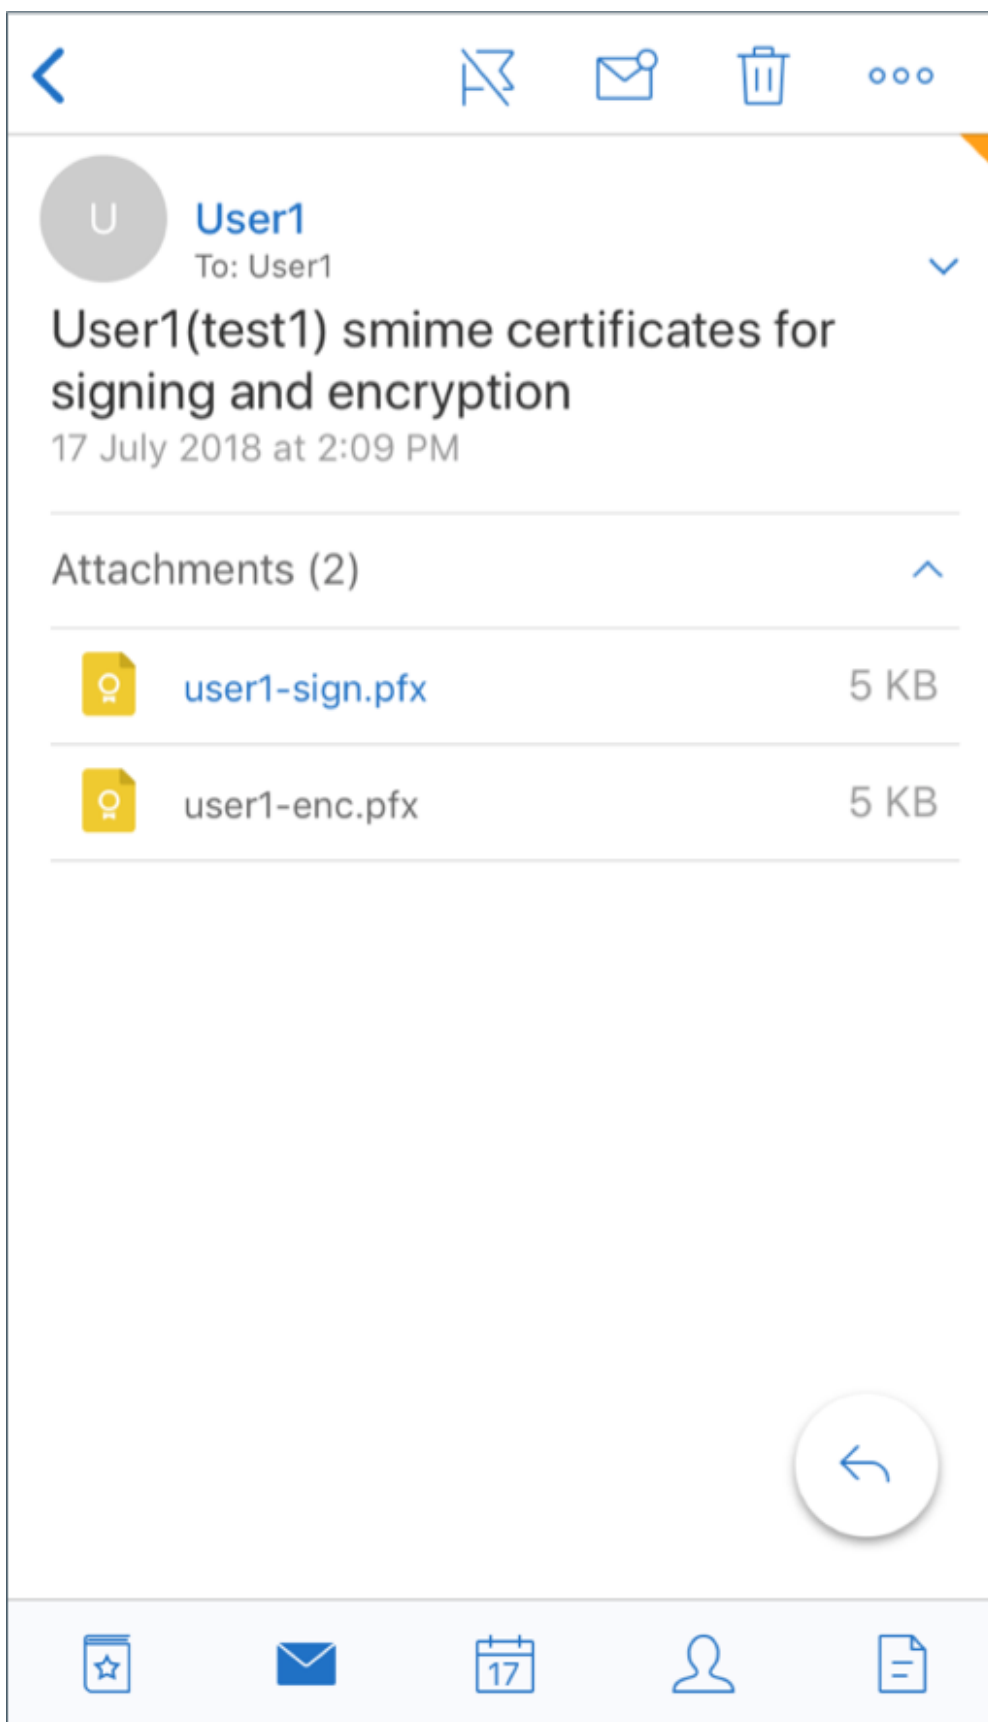 U
User1
To: User1
User1(test1) smime certificates for
signing and encryption
17 July 2018 at 2:09 PM
Attachments (2)
user1-sign.pfx 5 KB
user1-enc.pfx 5 KB
17